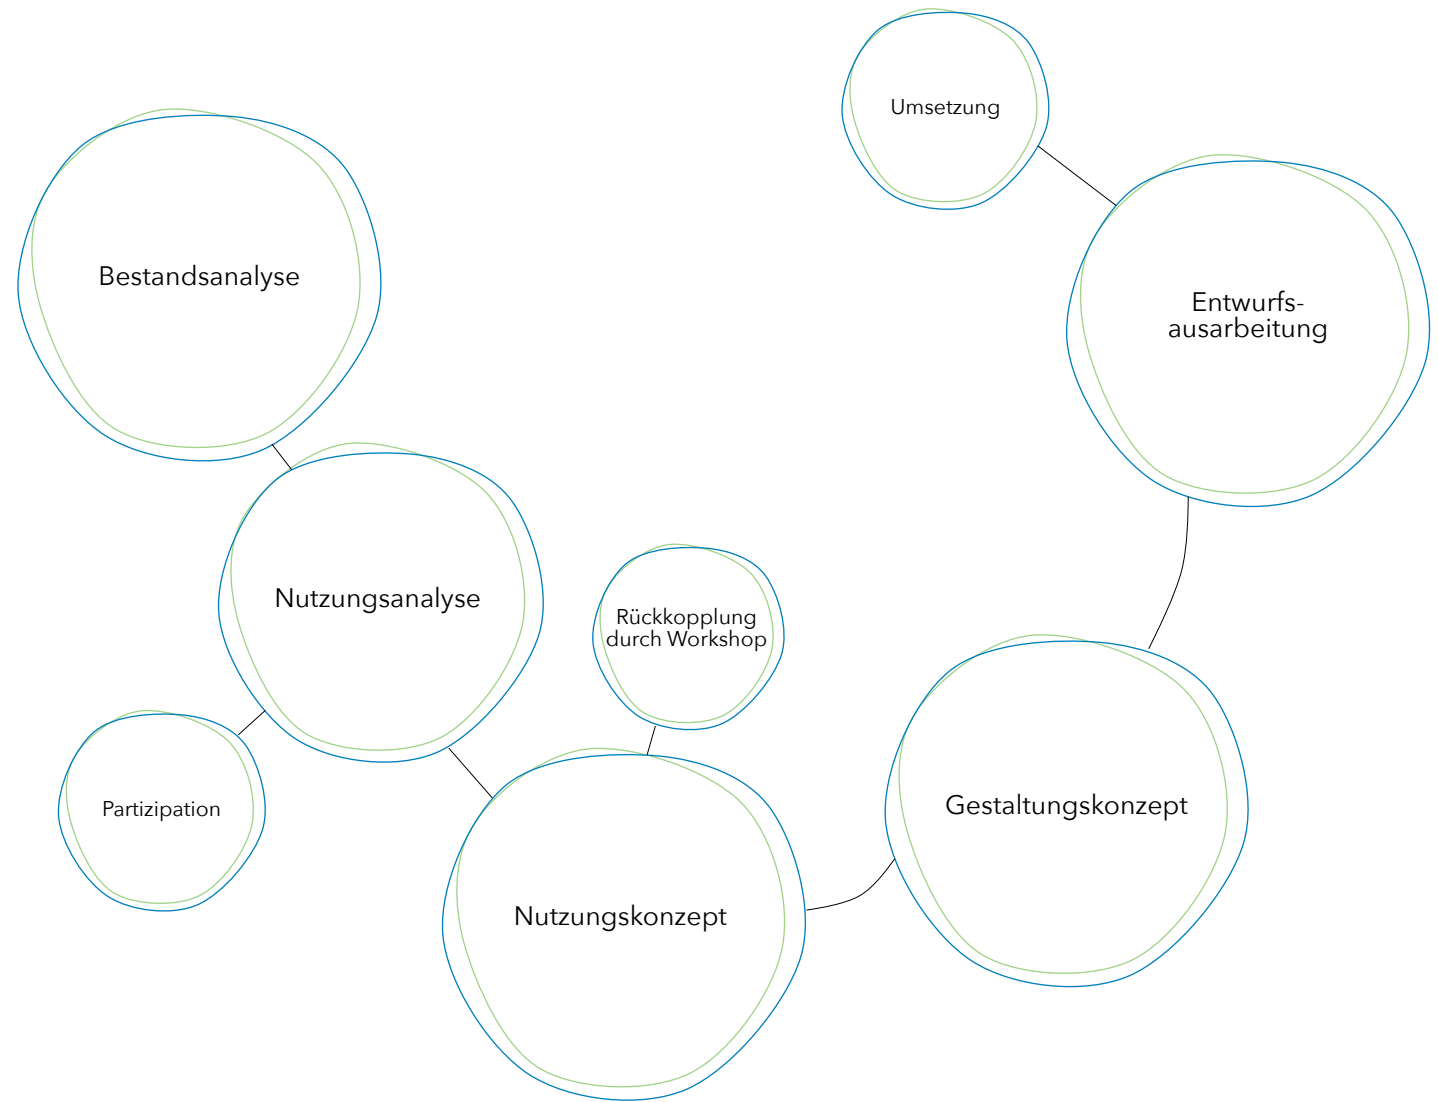 Umsetzung
Bestandsanalyse
Entwurfs-
ausarbeitung
Nutzungsanalyse
Rückkopplung
durch Workshop
Partizipation
Gestaltungskonzept
Nutzungskonzept